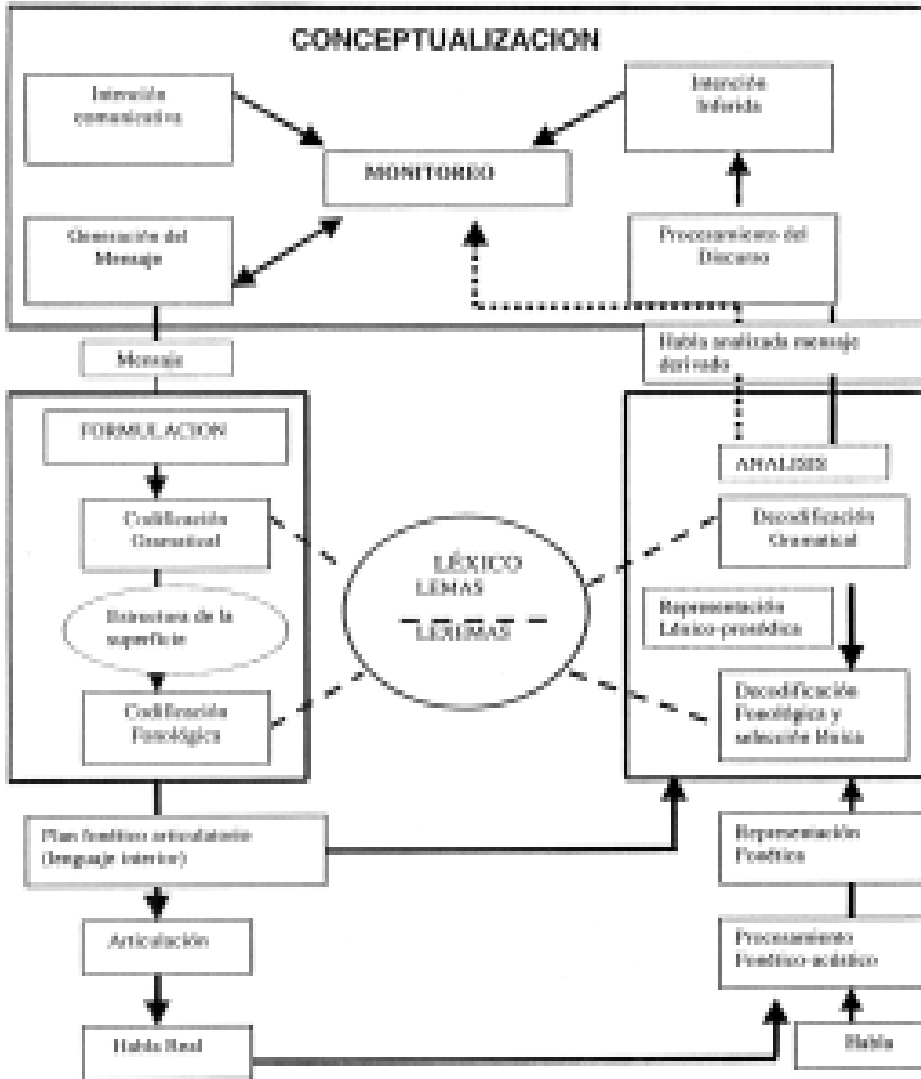 CONCEPTUALIZACION
Intención
comunicativa
Intención
Inferida
MONITOREO
Generación del
Mensaje
Procesamiento del
Discurso
Mensaje
Habla analizada mensaje
derivado
FORMULACION
ANALISIS
Codificación
Gramatical
Decodificación
Gramatical
LÉXICO
LEMAS
LEXEMAS
Estructura de la
superficie
Representación
Léxico-prosódica
Codificación
Fonológica
Decodificación
Fonológica y
selección léxica
Plan fonético articulatorio
(lenguaje interior)
Representación
Fonética
Articulación
Procesamiento
Fonético-acústico
Habla Real
Habla